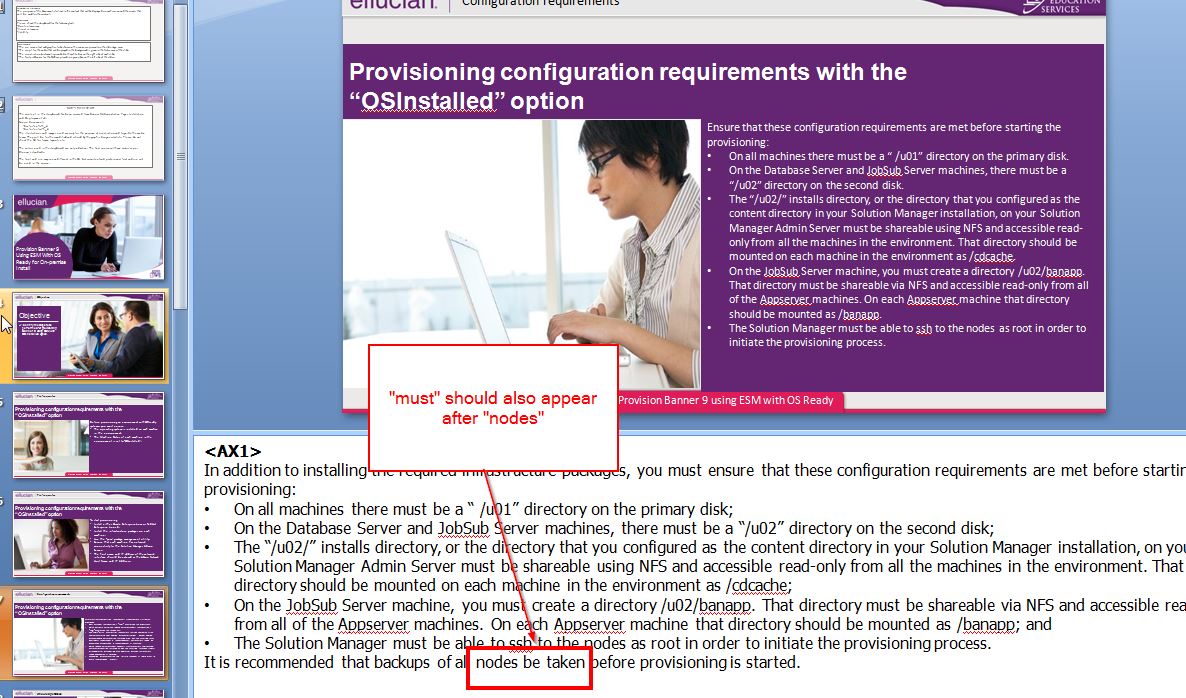 ellucian
Configuration requirements
EDUCATION
SERVICES
Provisioning configuration requirements with the
“OSInstalled” option
Ensure that these configuration requirements are met before starting the
provisioning:
• On all machines there must be a “ /u01” directory on the primary disk.
• On the Database Server and JobSub Server machines, there must be a
“/u02” directory on the second disk.
• The “/u02/” installs directory, or the directory that you configured as the
content directory in your Solution Manager installation, on your Solution
Manager Admin Server must be shareable using NFS and accessible read-
only from all the machines in the environment. That directory should be
mounted on each machine in the environment as /cdcache.
• On the JobSub Server machine, you must create a directory /u02/banapp.
That directory must be shareable via NFS and accessible read-only from all
of the Appserver machines. On each Appserver machine that directory
should be mounted as /banapp.
• The Solution Manager must be able to ssh to the nodes as root in order to
initiate the provisioning process.
Provision Banner 9 using ESM with OS Ready
"must" should also appear
after "nodes"
<AX1>
In addition to installing the required infrastructure packages, you must ensure that these configuration requirements are met before startin
provisioning:
• On all machines there must be a “ /u01” directory on the primary disk;
• On the Database Server and JobSub Server machines, there must be a “/u02” directory on the second disk;
• The “/u02/” installs directory, or the directory that you configured as the content directory in your Solution Manager installation, on you
Solution Manager Admin Server must be shareable using NFS and accessible read-only from all the machines in the environment. That
directory should be mounted on each machine in the environment as /cdcache;
• On the JobSub Server machine, you must create a directory /u02/banapp. That directory must be shareable via NFS and accessible rea
from all of the Appserver machines. On each Appserver machine that directory should be mounted as /banapp; and
• The Solution Manager must be able to ssh to the nodes as root in order to initiate the provisioning process.
It is recommended that backups of all nodes be taken before provisioning is started.
ellucian
Provision Banner 9
Using ESM With OS
Ready for On-premise
Install
Objective
Provisioning configuration requirements with the
“OSInstalled” option
Provisioning configuration requirements with the
“OSInstalled” option
Provisioning configuration requirements with the
“OSInstalled” option